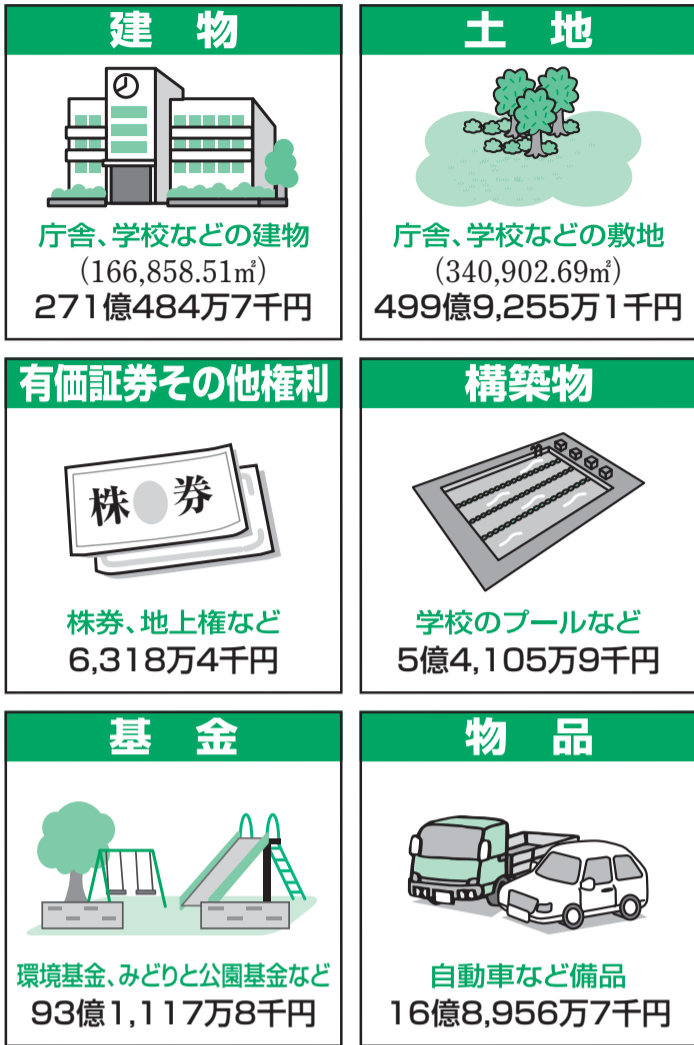 建物
庁舎、学校などの建物
(166,858.51㎡)
271億484万7千円
土地
庁舎、学校などの敷地
(340,902.69㎡)
499億9,255万1千円
有価証券その他権利
株券
株券、地上権など
6,318万4千円
構築物
学校のプールなど
5億4,105万9千円
基金
環境基金、みどりと公園基金など
93億1,117万8千円
物品
自動車など備品
16億8,956万7千円